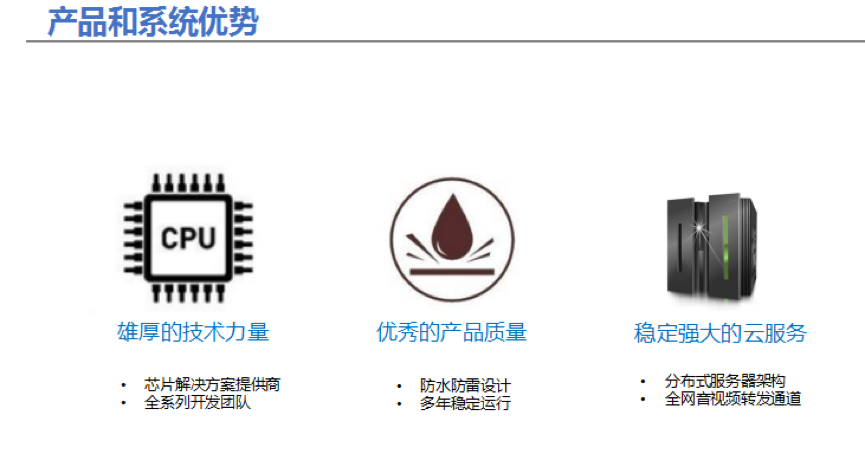 产品和系统优势
CPU
雄厚的技术力量
优秀的产品质量
稳定强大的云服务
• 芯片解决方案提供商
• 全系列开发团队
• 防水防雷设计
• 多年稳定运行
• 分布式服务器架构
• 全网音视频转发通道